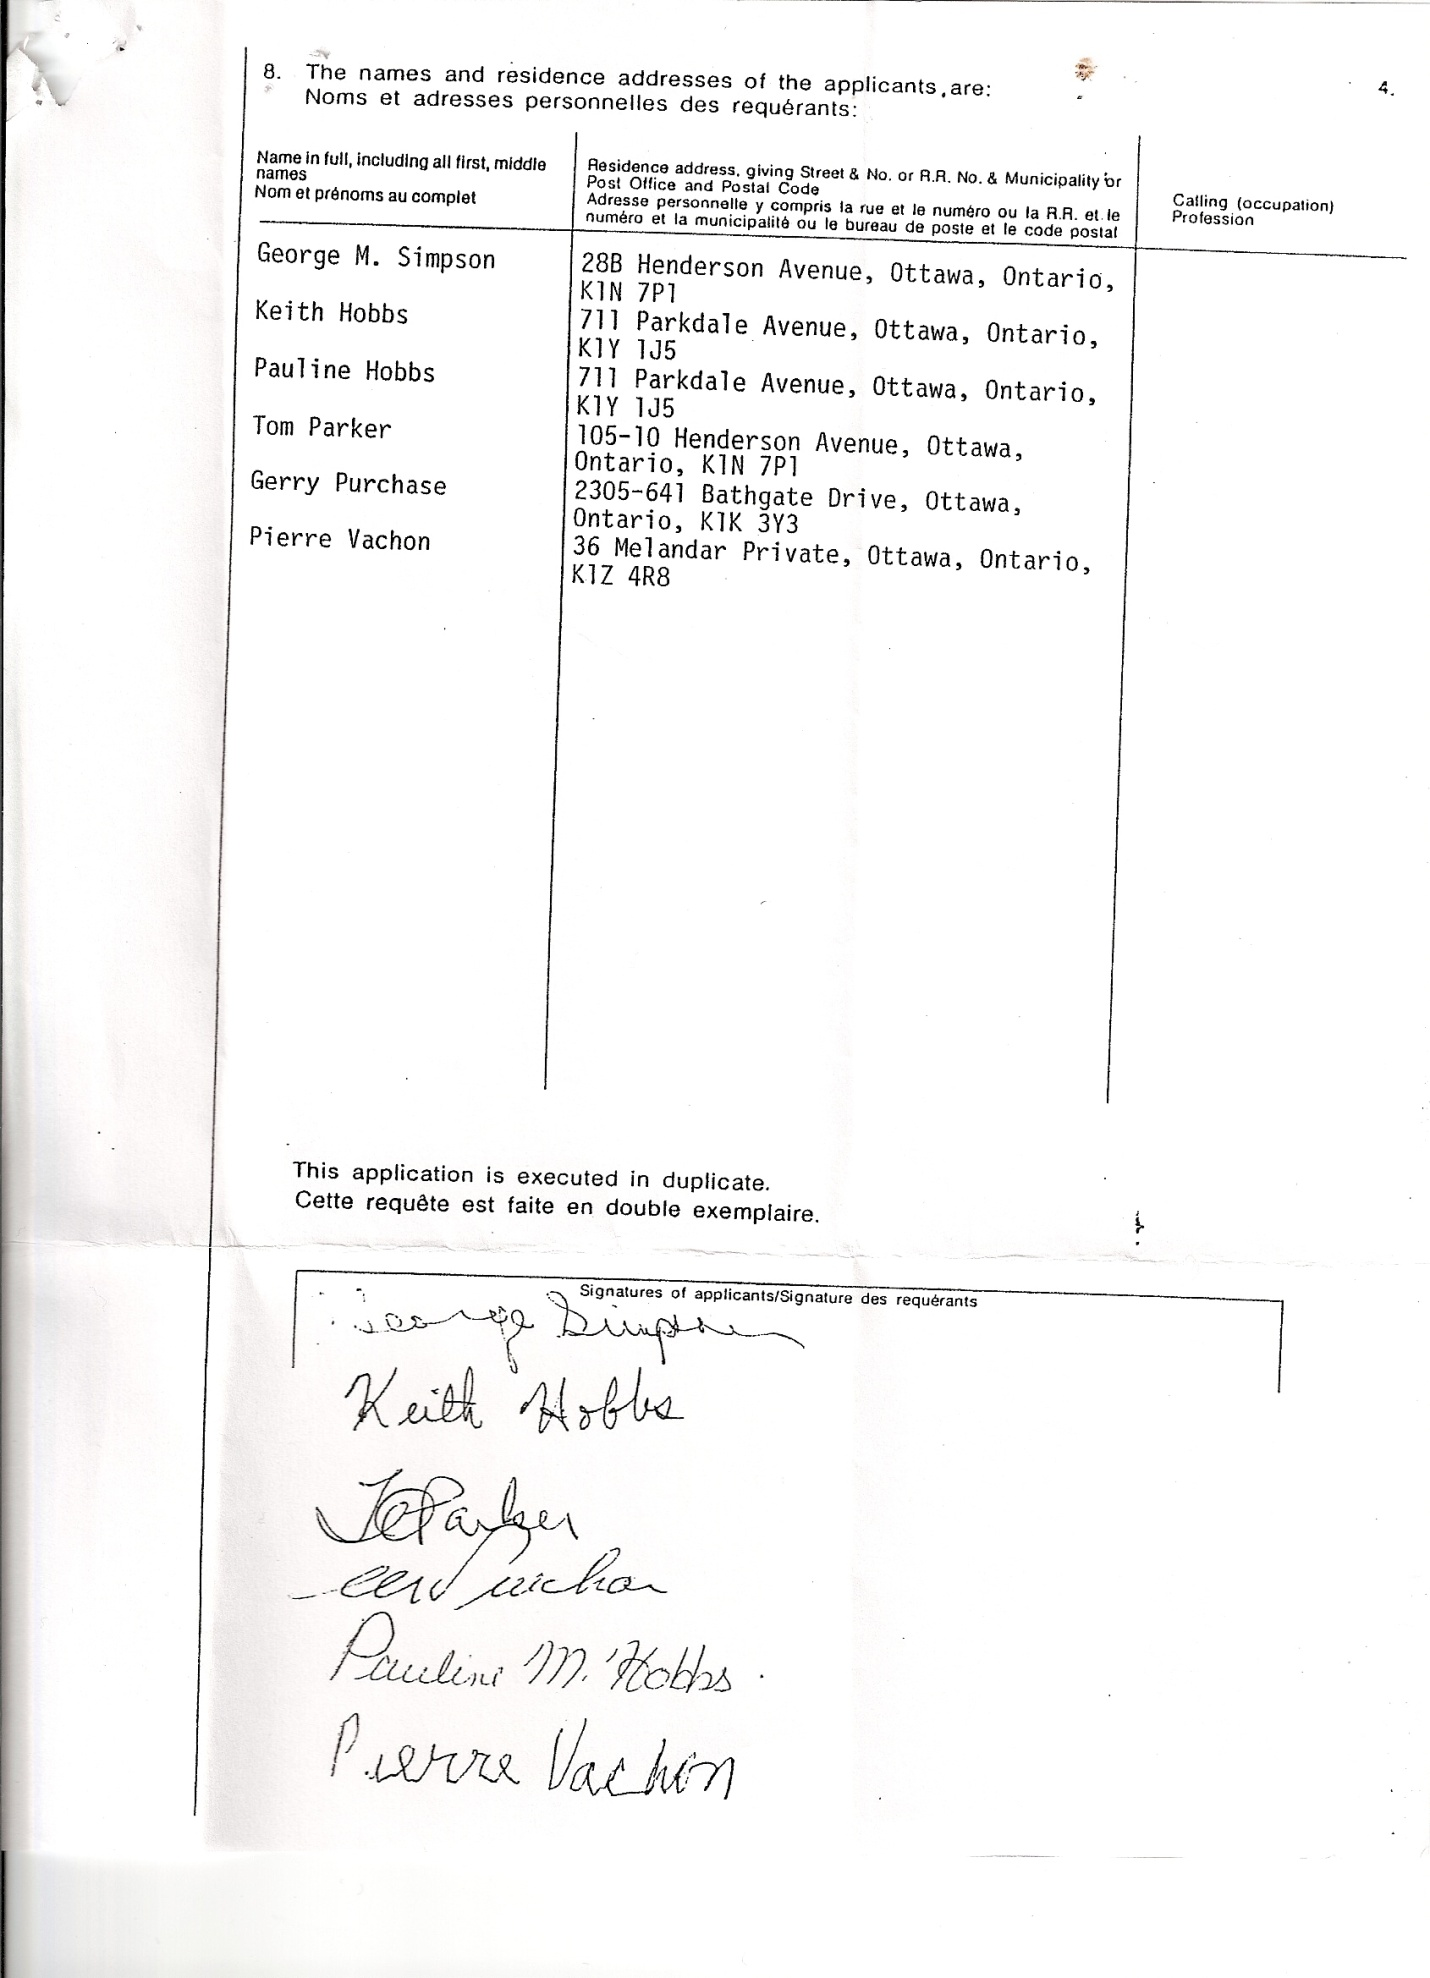 8. The names and residence addresses of the applicants are:
Noms et adresses personnelles des requérants:
4.
Name in full, including all first, middle
names
Nom et prénoms au complet
Residence address, giving Street & No. or R.R. No. & Municipality or
Post Office and Postal Code
Adresse personnelle y compris la rue et le numéro ou la R.R. et le
numéro et la municipalité ou le bureau de poste et le code postal
Calling (occupation)
Profession
George M. Simpson
28B Henderson Avenue, Ottawa, Ontario,
K1N 7P1
Keith Hobbs
711 Parkdale Avenue, Ottawa, Ontario,
K1Y 1J5
Pauline Hobbs
711 Parkdale Avenue, Ottawa, Ontario,
K1Y 1J5
Tom Parker
105-10 Henderson Avenue, Ottawa,
Ontario, K1N 7P1
Gerry Purchase
2305-641 Bathgate Drive, Ottawa,
Ontario, K1K 3Y3
Pierre Vachon
36 Melandar Private, Ottawa, Ontario,
K1Z 4R8
This application is executed in duplicate.
Cette requête est faite en double exemplaire.
Signatures of applicants/Signature des requérants
George Simpson
Keith Hobbs
Parker
Pauline M. Hobbs
Pierre Vachon